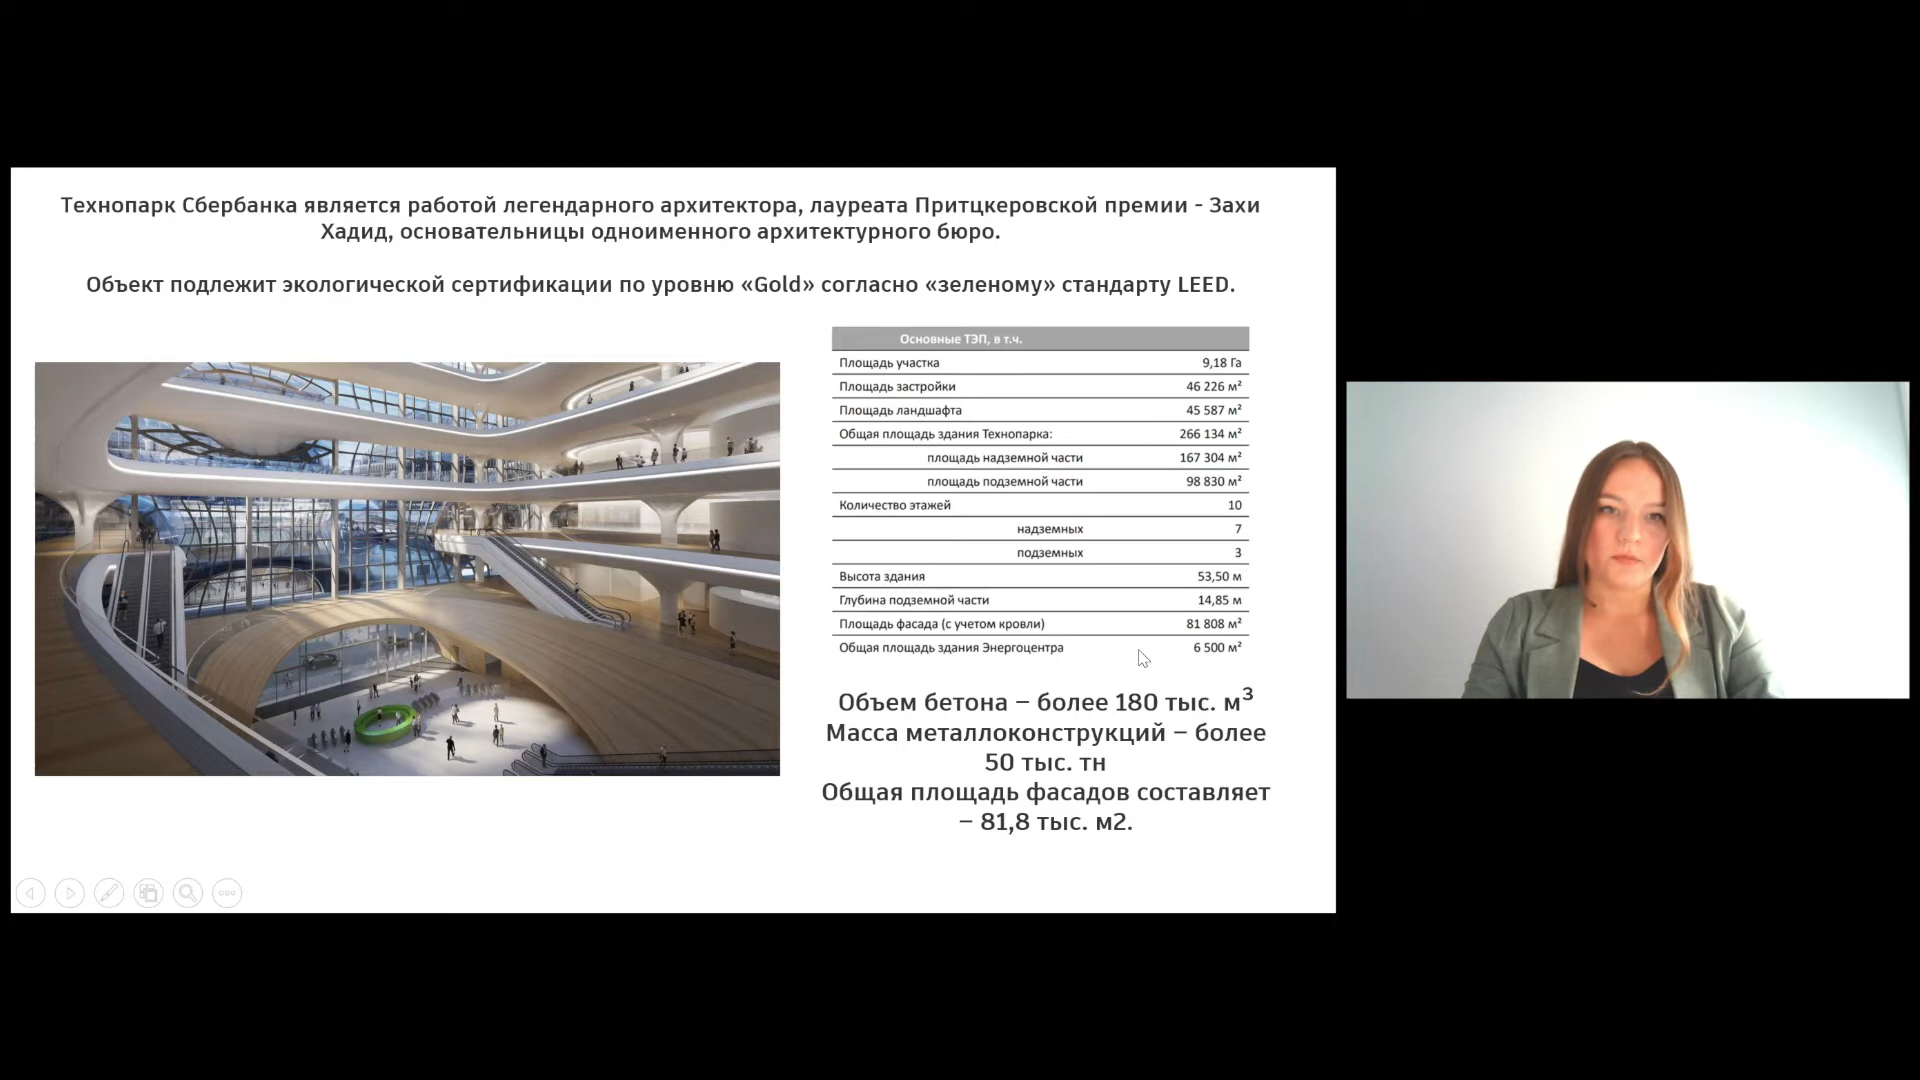 Технопарк Сбербанка является работой легендарного архитектора, лауреата Притцкеровской премии - Захи
Хадид, основательницы одноименного архитектурного бюро.
Объект подлежит экологической сертификации по уровню «Gold» согласно «зеленому» стандарту LEED.
Основные ТЭП, в т.ч.
Площадь участка 9,18 Га
Площадь застройки 46 226 м²
Площадь ландшафта 45 587 м²
Общая площадь здания Технопарка: 266 134 м²
площадь надземной части 167 304 м²
площадь подземной части 98 830 м²
Количество этажей 10
надземных 7
подземных 3
Высота здания 53,50 м
Глубина подземной части 14,85 м
Площадь фасада (с учетом кровли) 81 808 м²
Общая площадь здания Энергоцентра 6 500 м²
Объем бетона – более 180 тыс. м³
Масса металлоконструкций – более
50 тыс. тн
Общая площадь фасадов составляет
– 81,8 тыс. м2.